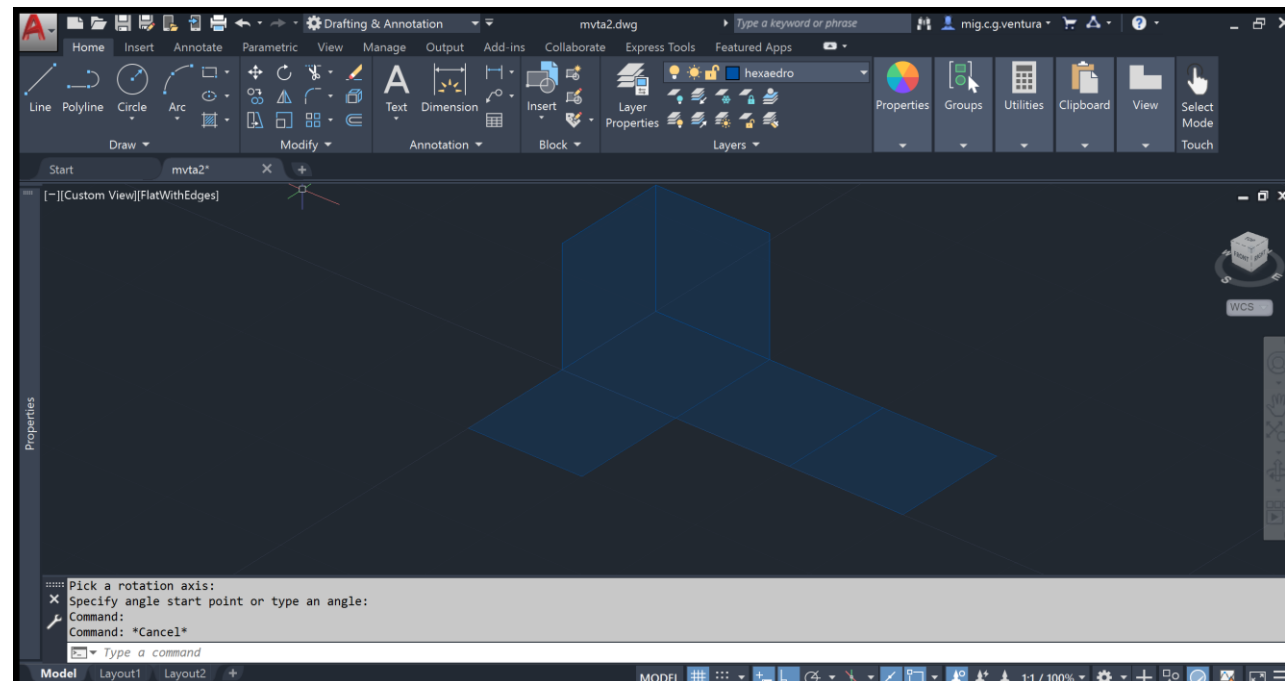 A Drafting & Annotation mvta2.dwg Type a keyword or phrase mig.c.g.ventura
Home Insert Annotate Parametric View Manage Output Add-ins Collaborate Express Tools Featured Apps
hexaedro
Line Polyline Circle Arc
A Text Dimension
Insert
Layer
Properties
Properties Groups Utilities Clipboard View Select
Mode
Draw Modify Annotation Block Layers Touch
Start mvta2* +
[−][Custom View][FlatWithEdges]
TOP
FRONT
S E
WCS
Properties
Pick a rotation axis:
Specify angle start point or type an angle:
Command:
Command: *Cancel*
Type a command
Model Layout1 Layout2 + MODEL 1:1 / 100%